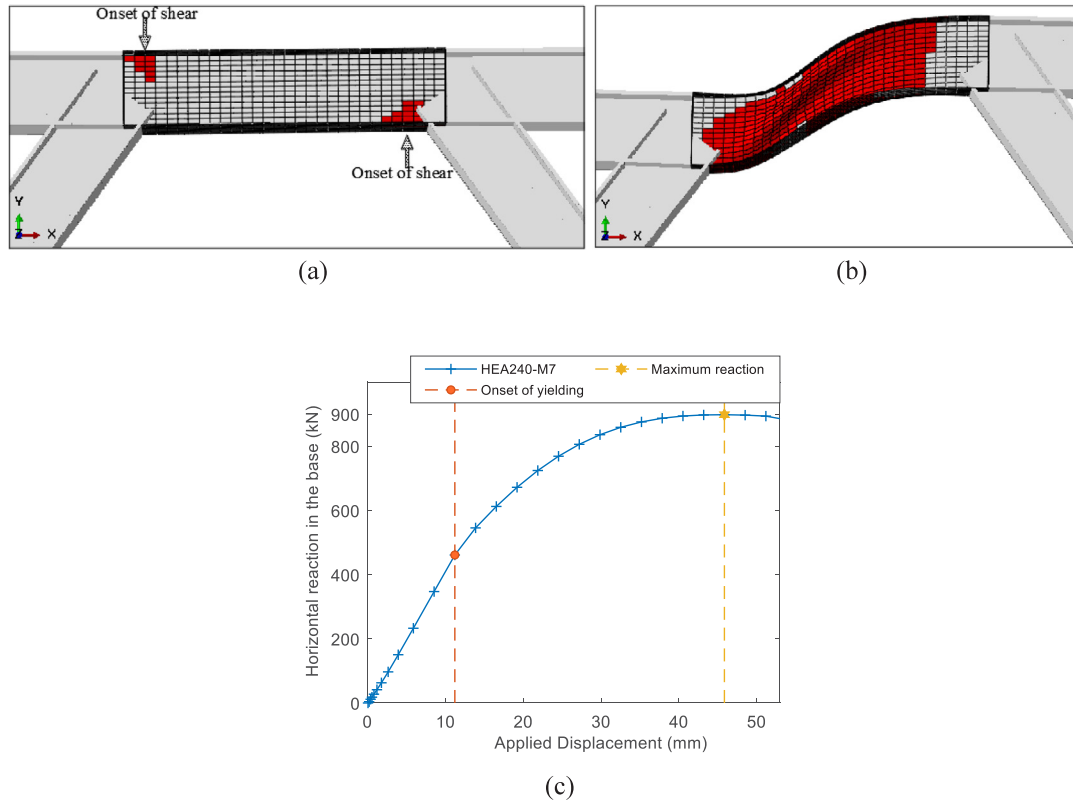 Onset of shear
Onset of shear
Y
Z
X
(a)
Y
Z
X
(b)
HEA240-M7
Maximum reaction
Onset of yielding
Horizontal reaction in the base (kN)
900
800
600
400
200
0
0 10 20 30 40 50
Applied Displacement (mm)
(c)